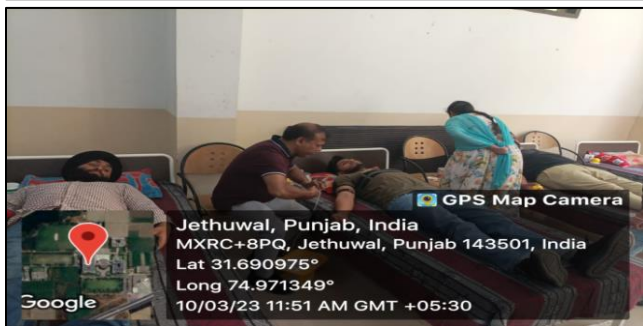 GPS Map Camera
Jethuwal, Punjab, India
MXRC+8PQ, Jethuwal, Punjab 143501, India
Lat 31.690975°
Long 74.971349°
10/03/23 11:51 AM GMT +05:30
Google